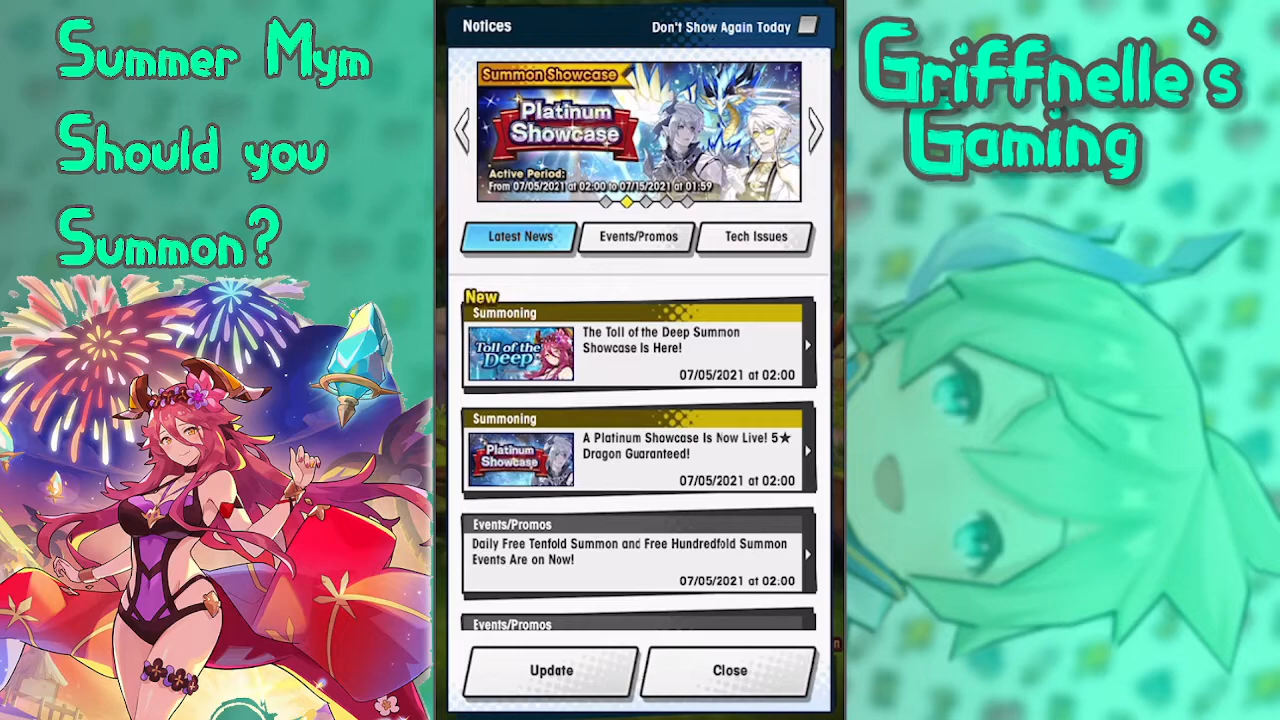 Summer Mym
Should you
Summon?
Notices
Don't Show Again Today
Summon Showcase
Platinum
Showcase
Active Period:
From 07/05/2021 at 02:00 to 07/15/2021 at 01:59
Latest News
Events/Promos
Tech Issues
New
Summoning
Toll of the
Deep
The Toll of the Deep Summon
Showcase Is Here!
07/05/2021 at 02:00
Summoning
Platinum
Showcase
A Platinum Showcase Is Now Live! 5★
Dragon Guaranteed!
07/05/2021 at 02:00
Events/Promos
Daily Free Tenfold Summon and Free Hundredfold Summon
Events Are on Now!
07/05/2021 at 02:00
Events/Promos
Update
Close
Griffnelle`s
Gaming